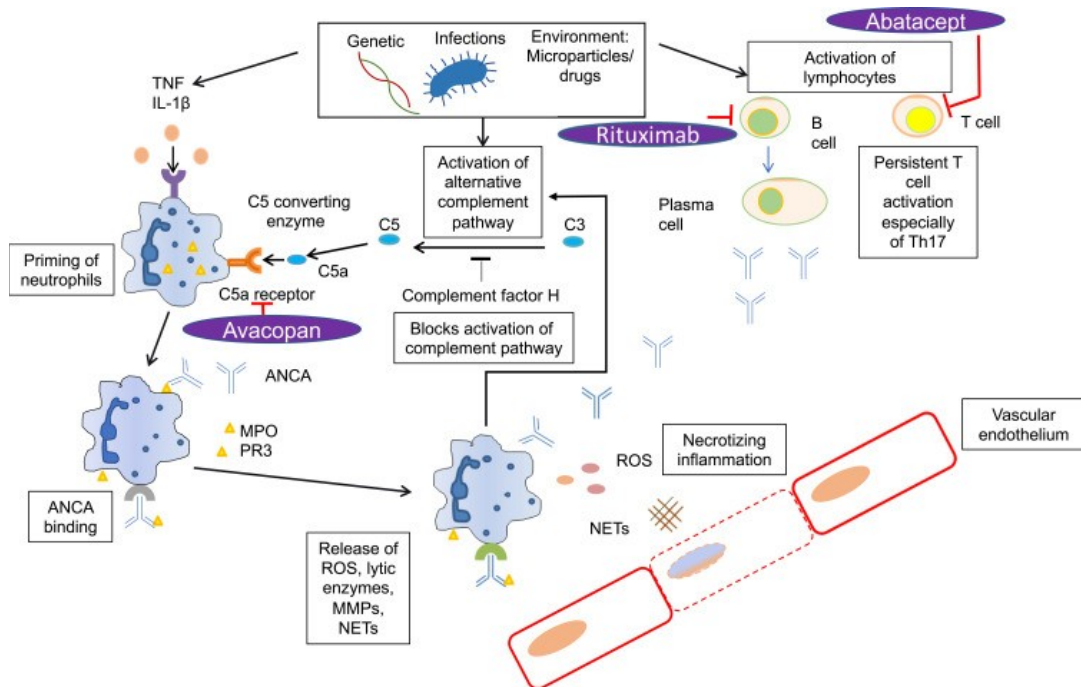 Genetic
Infections
Environment:
Microparticles/
drugs
Abatacept
Activation of
lymphocytes
TNF
IL-1β
Rituximab
B
cell
T cell
Activation of
alternative
complement
pathway
Persistent T
cell
activation
especially
of Th17
Plasma
cell
C5 converting
enzyme
C5
C3
C5a
Priming of
neutrophils
C5a receptor
Complement factor H
Avacopan
Blocks activation of
complement pathway
ANCA
MPO
PR3
Vascular
endothelium
Necrotizing
inflammation
ROS
NETs
ANCA
binding
Release of
ROS, lytic
enzymes,
MMPs,
NETs